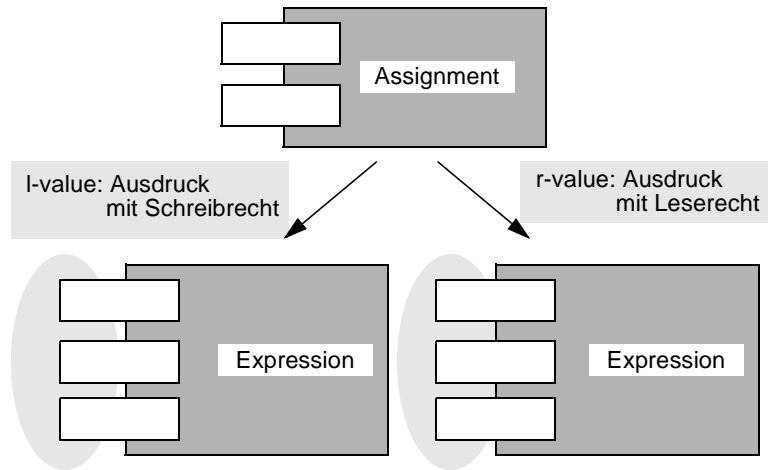 Assignment
l-value: Ausdruck
mit Schreibrecht
r-value: Ausdruck
mit Leserecht
Expression
Expression